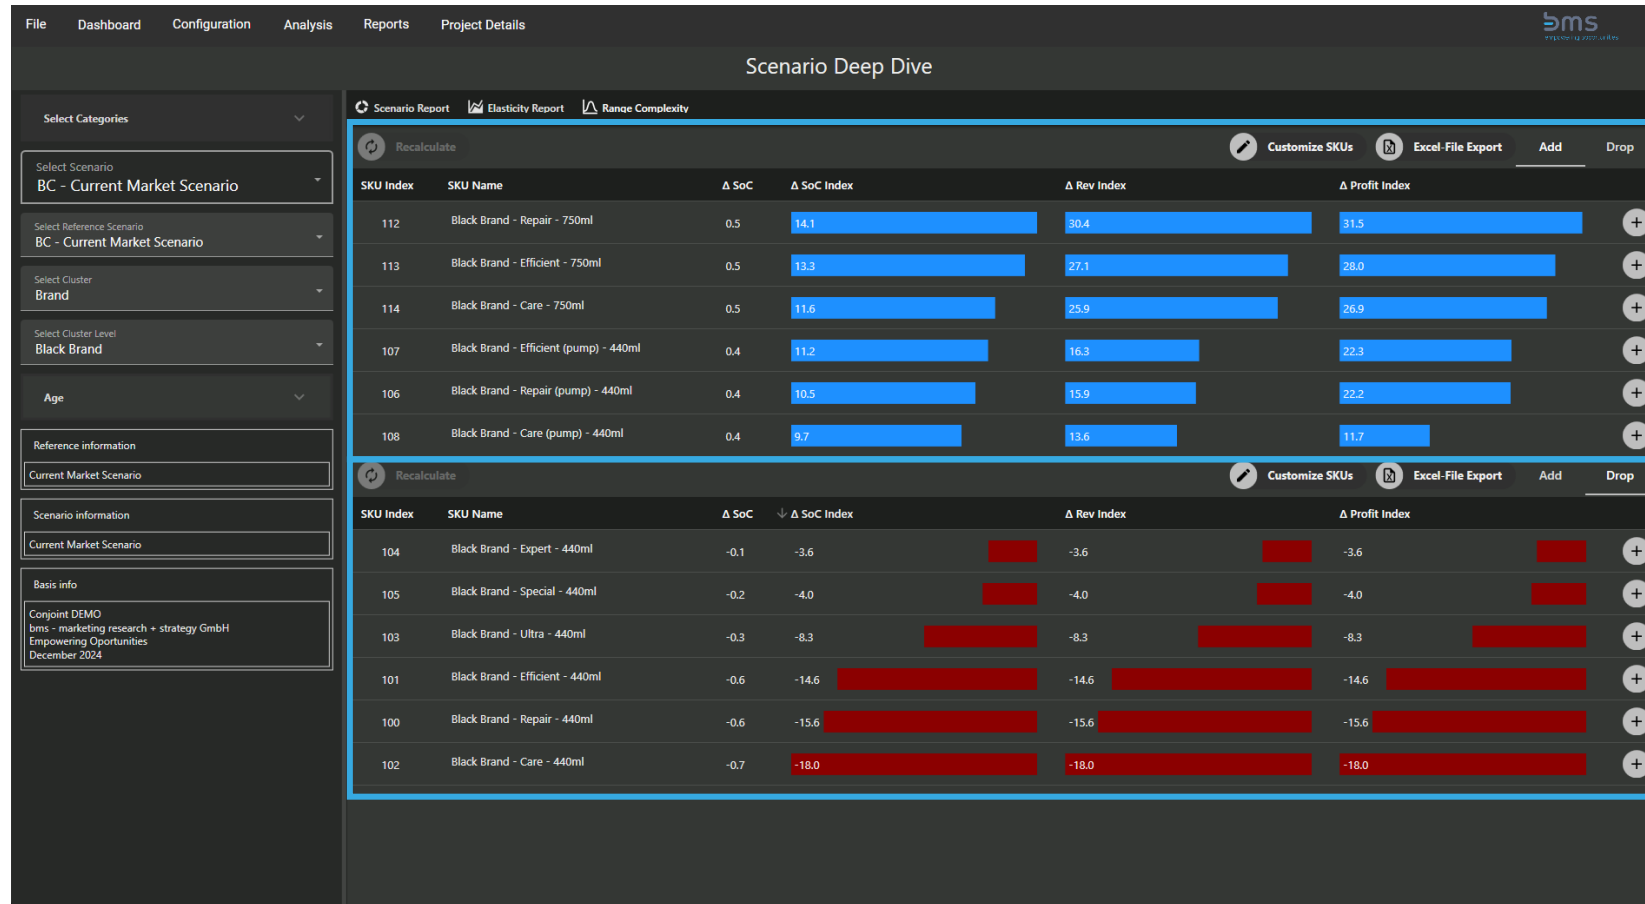 File Dashboard Configuration Analysis Reports Project Details
bms
Scenario Deep Dive
Select Categories
Select Scenario
BC - Current Market Scenario
Select Reference Scenario
BC - Current Market Scenario
Select Cluster
Brand
Select Cluster Level
Black Brand
Age
Reference information
Current Market Scenario
Scenario information
Current Market Scenario
Basis info
Conjoint DEMO
bms - marketing research + strategy GmbH
Empowering Oportunities
December 2024
Scenario Report Elasticity Report Range Complexity
Recalculate Customize SKUs Excel-File Export Add Drop
SKU Index SKU Name Δ SoC Δ SoC Index Δ Rev Index Δ Profit Index
112 Black Brand - Repair - 750ml 0.5 14.1 30.4 31.5
113 Black Brand - Efficient - 750ml 0.5 13.3 27.1 28.0
114 Black Brand - Care - 750ml 0.5 11.6 25.9 26.9
107 Black Brand - Efficient (pump) - 440ml 0.4 11.2 16.3 22.3
106 Black Brand - Repair (pump) - 440ml 0.4 10.5 15.9 22.2
108 Black Brand - Care (pump) - 440ml 0.4 9.7 13.6 11.7
Recalculate Customize SKUs Excel-File Export Add Drop
SKU Index SKU Name Δ SoC Δ SoC Index Δ Rev Index Δ Profit Index
104 Black Brand - Expert - 440ml -0.1 -3.6 -3.6 -3.6
105 Black Brand - Special - 440ml -0.2 -4.0 -4.0 -4.0
103 Black Brand - Ultra - 440ml -0.3 -8.3 -8.3 -8.3
101 Black Brand - Efficient - 440ml -0.6 -14.6 -14.6 -14.6
100 Black Brand - Repair - 440ml -0.6 -15.6 -15.6 -15.6
102 Black Brand - Care - 440ml -0.7 -18.0 -18.0 -18.0